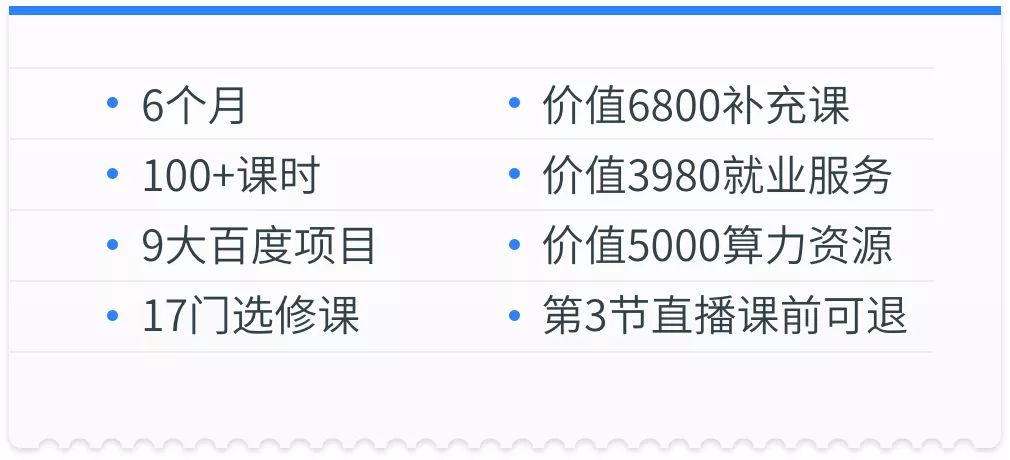 6个月
价值6800补充课
100+课时
价值3980就业服务
9大百度项目
价值5000算力资源
17门选修课
第3节直播课前可退